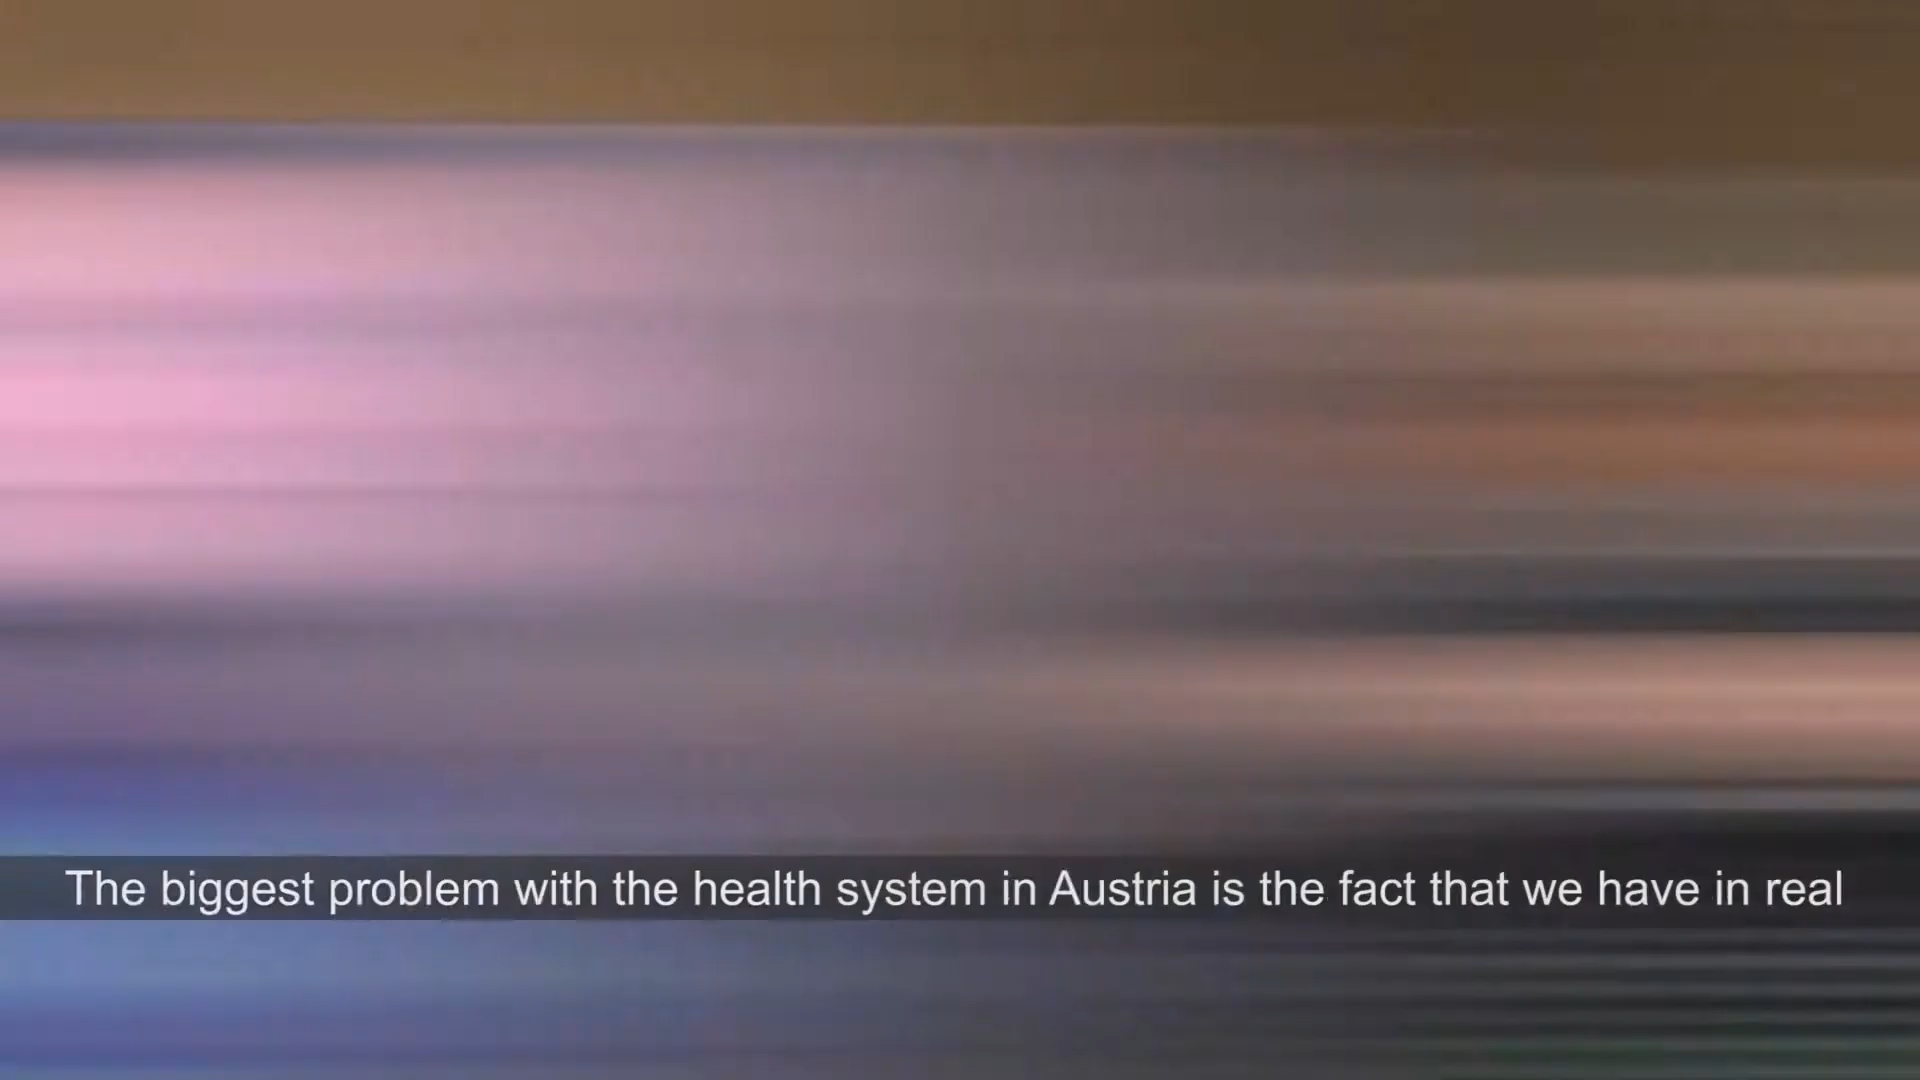 The biggest problem with the health system in Austria is the fact that we have in real